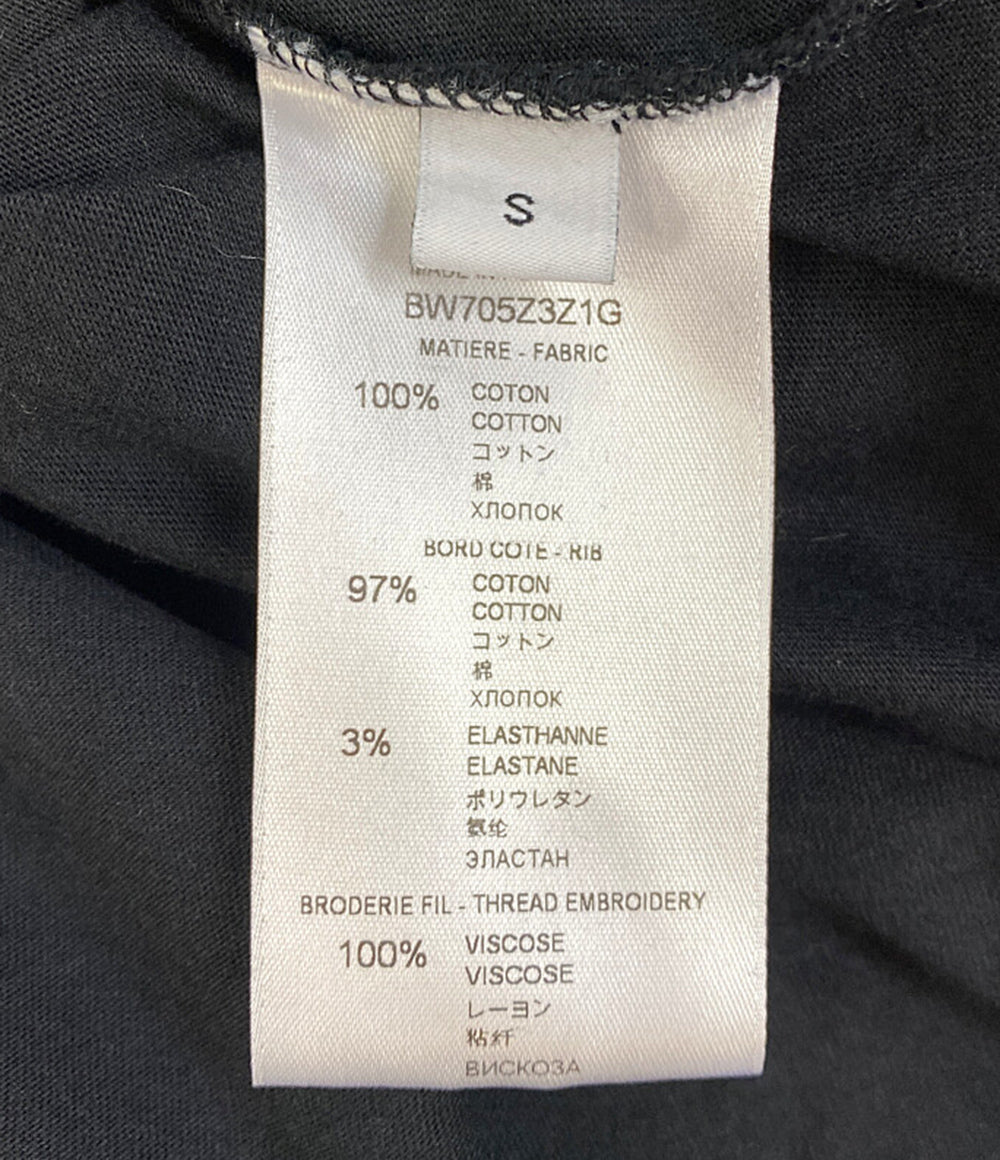 S
MADE IN
BW705Z3Z1G
MATIERE - FABRIC
100% COTON
COTTON
コットン
棉
ХЛОПОК
BORD COTE - RIB
97% COTON
COTTON
コットン
棉
ХЛОПОК
3% ELASTHANNE
ELASTANE
ポリウレタン
氨纶
ЭЛАСТАН
BRODERIE FIL - THREAD EMBROIDERY
100% VISCOSE
VISCOSE
レーヨン
粘纤
ВИСКОЗА